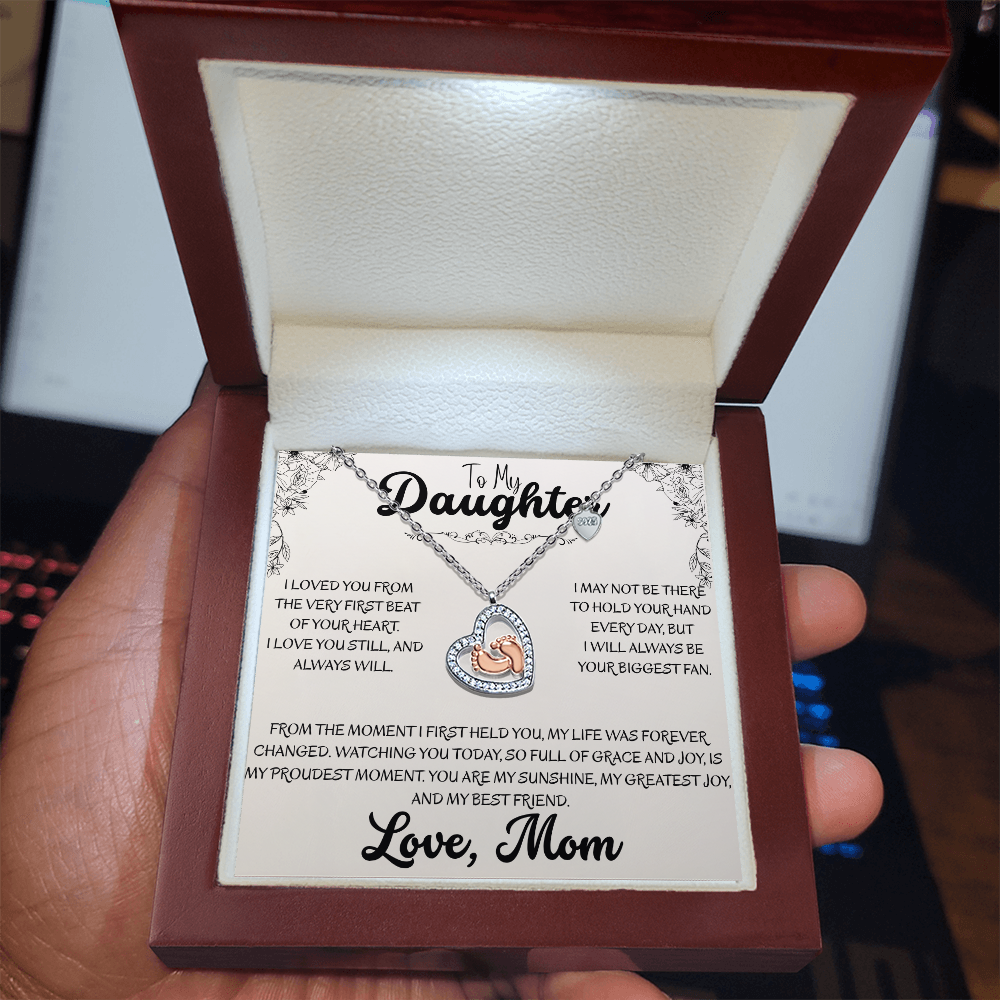 To My
Daughter
I LOVED YOU FROM
THE VERY FIRST BEAT
OF YOUR HEART.
I LOVE YOU STILL, AND
ALWAYS WILL.
I MAY NOT BE THERE
TO HOLD YOUR HAND
EVERY DAY, BUT
I WILL ALWAYS BE
YOUR BIGGEST FAN.
FROM THE MOMENT I FIRST HELD YOU, MY LIFE WAS FOREVER
CHANGED. WATCHING YOU TODAY, SO FULL OF GRACE AND JOY, IS
MY PROUDEST MOMENT. YOU ARE MY SUNSHINE, MY GREATEST JOY,
AND MY BEST FRIEND.
Love, Mom